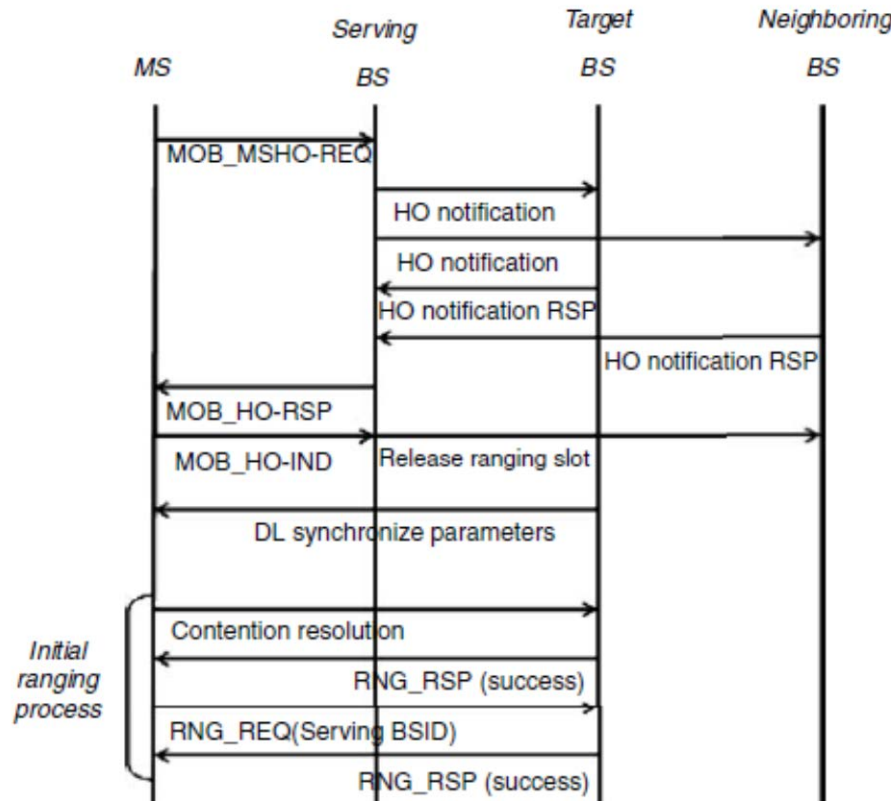 Serving
Target
Neighboring
MS
BS
BS
BS
MOB_MSHO-REQ
HO notification
HO notification
HO notification RSP
HO notification RSP
MOB_HO-RSP
MOB_HO-IND
Release ranging slot
DL synchronize parameters
Initial
ranging
process
Contention resolution
RNG_RSP (success)
RNG_REQ(Serving BSID)
RNG_RSP (success)